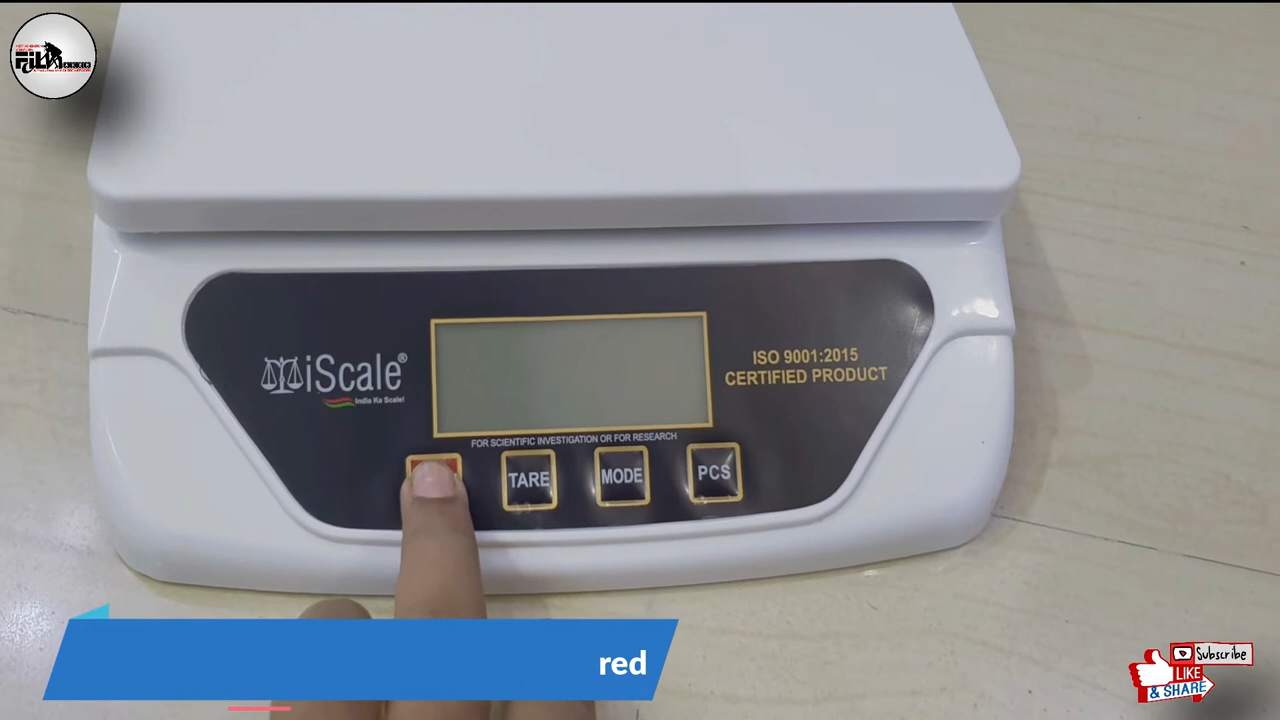 FILM
iScale®
India Ka Scale!
ISO 9001:2015
CERTIFIED PRODUCT
FOR SCIENTIFIC INVESTIGATION OR FOR RESEARCH
TARE
MODE
PCS
red
Subscribe
LIKE
& SHARE